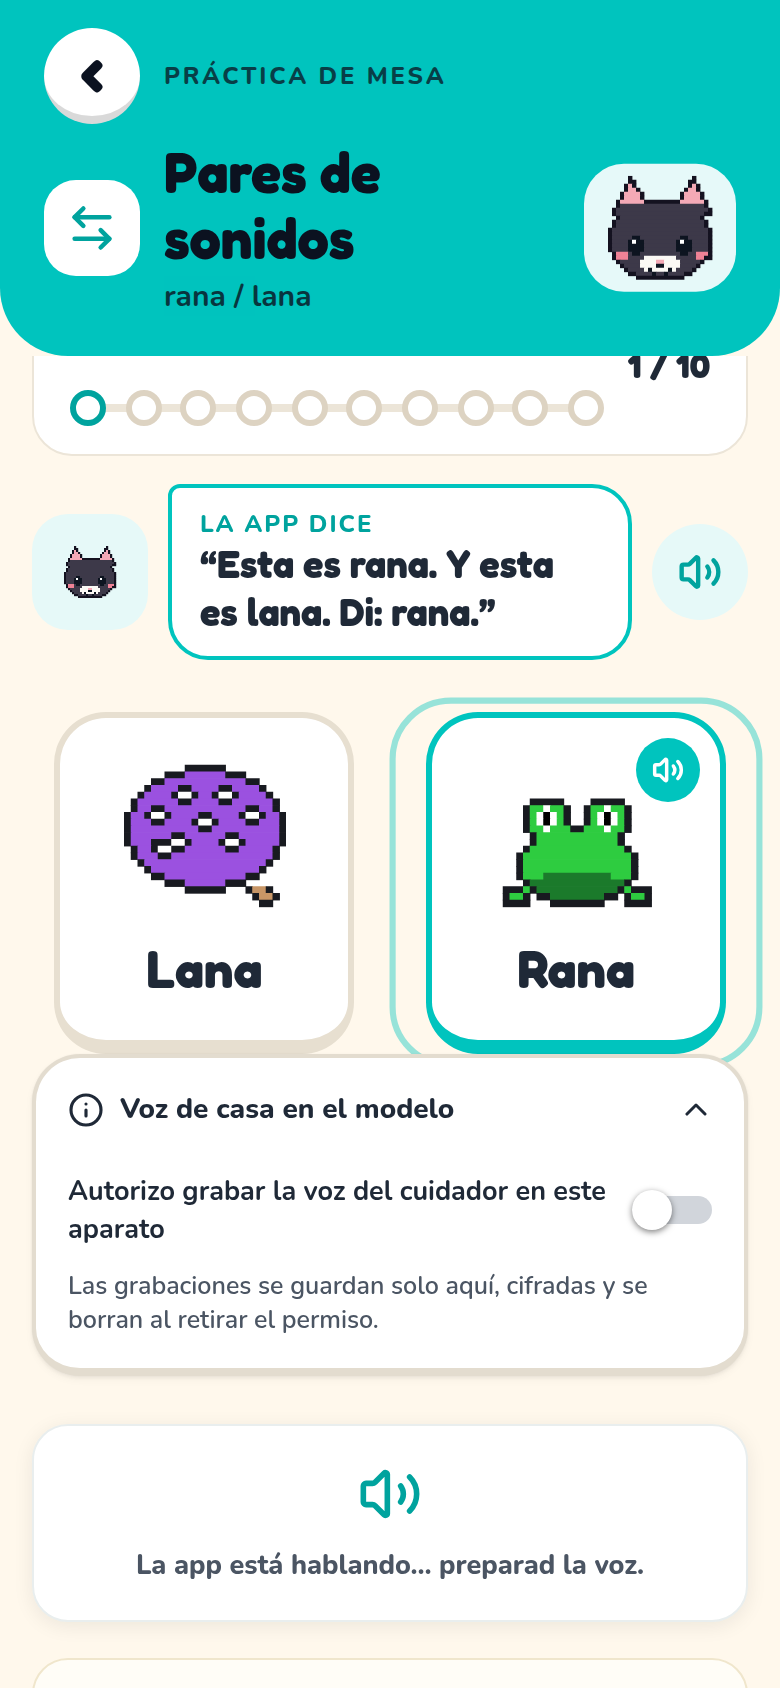 PRÁCTICA DE MESA
Pares de
sonidos
rana / lana
1 / 10
LA APP DICE
“Esta es rana. Y esta
es lana. Di: rana.”
Lana
Rana
Voz de casa en el modelo
Autorizo grabar la voz del cuidador en este
aparato
Las grabaciones se guardan solo aquí, cifradas y se
borran al retirar el permiso.
La app está hablando... preparad la voz.